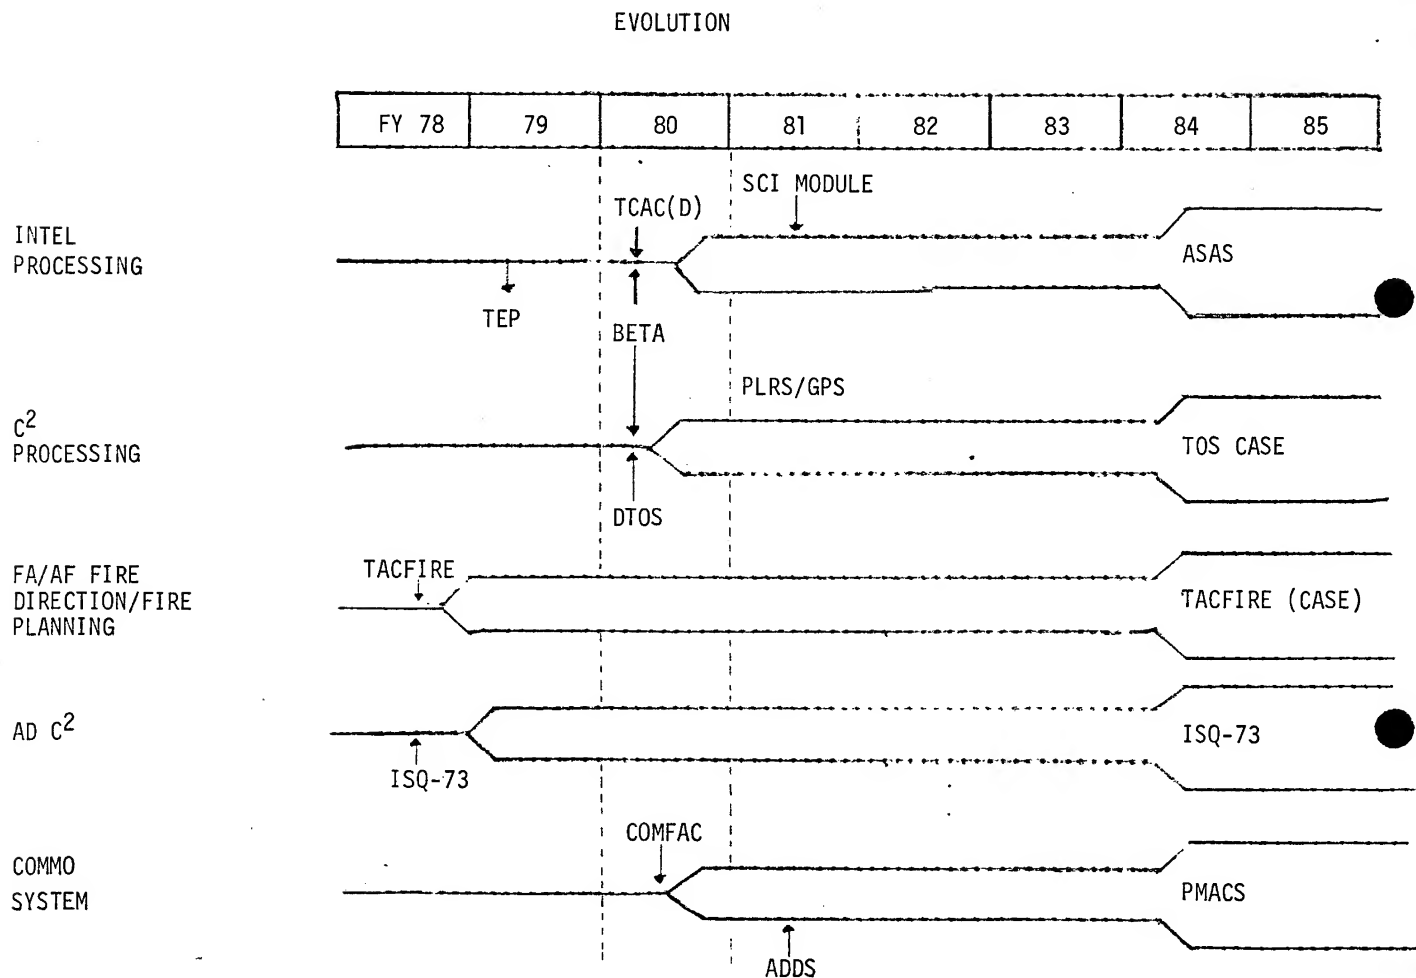 EVOLUTION
FY 78 79 80 81 82 83 84 85
SCI MODULE
TCAC(D)
INTEL
PROCESSING
ASAS
TEP
BETA
PLRS/GPS
C²
PROCESSING
TOS CASE
DTOS
FA/AF FIRE
DIRECTION/FIRE
PLANNING
TACFIRE
TACFIRE (CASE)
AD C²
ISQ-73
ISQ-73
COMFAC
COMMO
SYSTEM
PMACS
ADDS